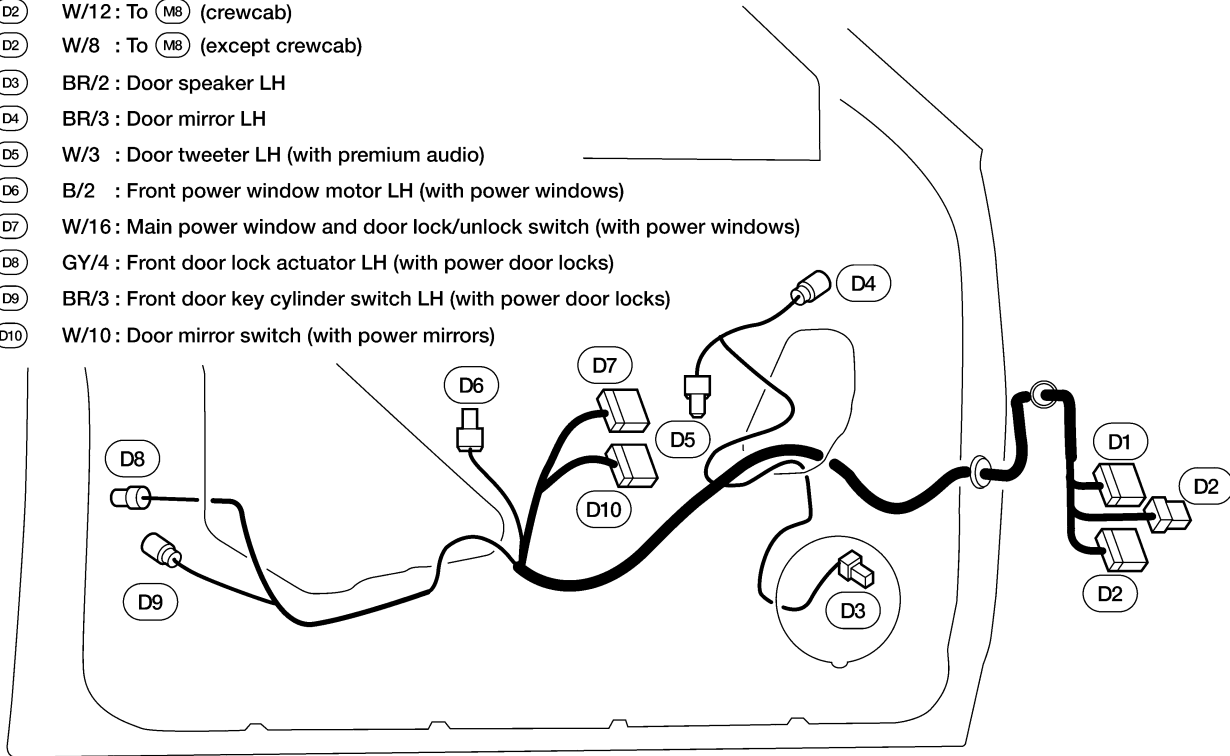 D2 W/12 : To M8 (crewcab)
D2 W/8 : To M8 (except crewcab)
D3 BR/2 : Door speaker LH
D4 BR/3 : Door mirror LH
D5 W/3 : Door tweeter LH (with premium audio)
D6 B/2 : Front power window motor LH (with power windows)
D7 W/16 : Main power window and door lock/unlock switch (with power windows)
D8 GY/4 : Front door lock actuator LH (with power door locks)
D9 BR/3 : Front door key cylinder switch LH (with power door locks)
D10 W/10 : Door mirror switch (with power mirrors)
D4
D7
D6
D5
D1
D8
D2
D10
D9
D3
D2